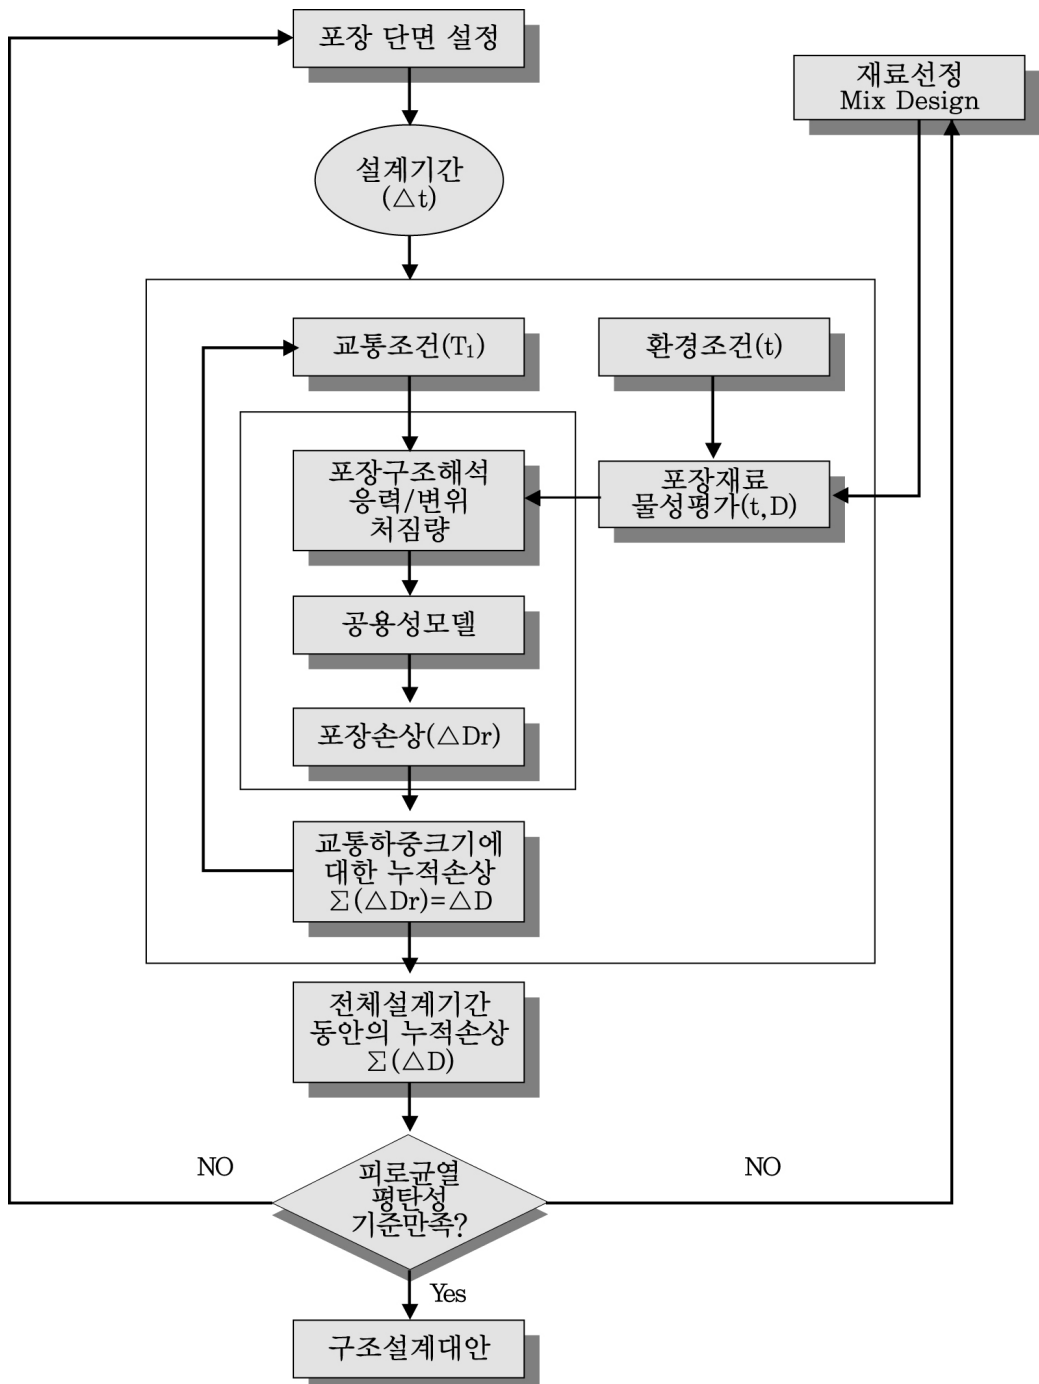 포장 단면 설정
재료선정
Mix Design
설계기간
(△t)
교통조건(T₁)
환경조건(t)
포장구조해석
응력/변위
처짐량
포장재료
물성평가(t,D)
공용성모델
포장손상(△Dr)
교통하중크기에
대한 누적손상
∑(△Dr)=△D
전체설계기간
동안의 누적손상
∑(△D)
NO
피로균열
평탄성
기준만족?
NO
Yes
구조설계대안